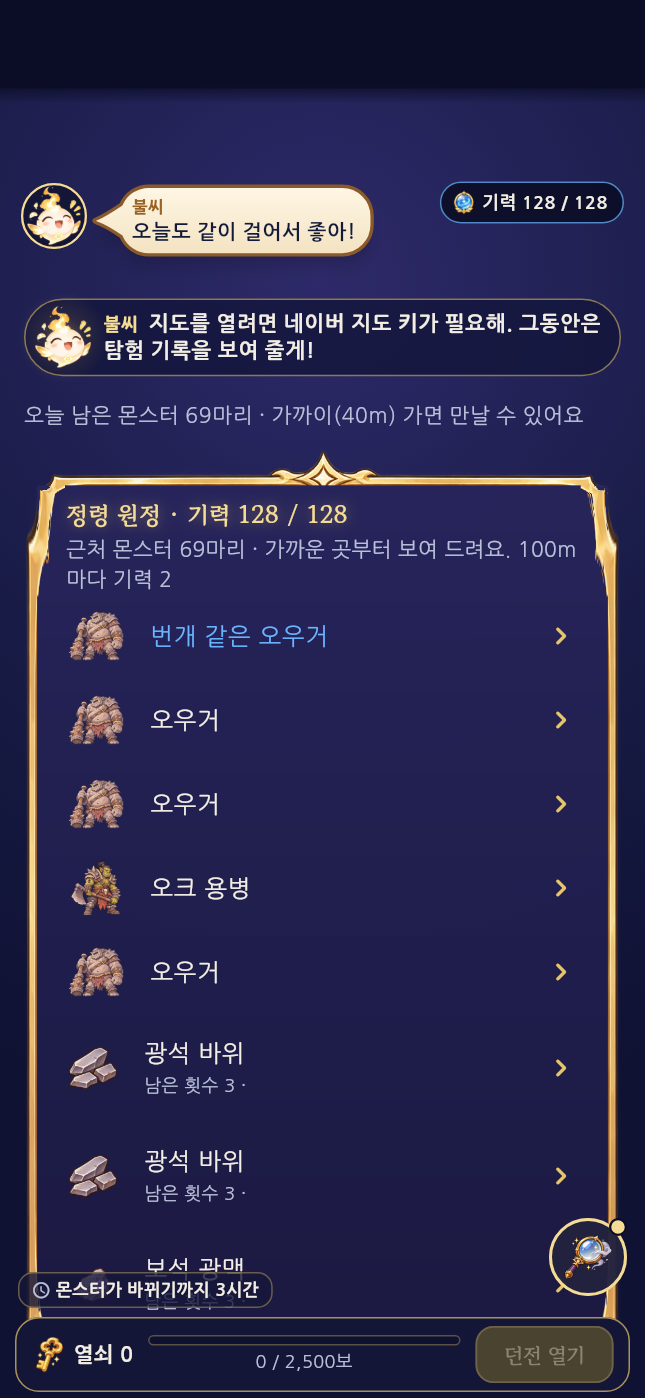 불씨
오늘도 같이 걸어서 좋아!
기력 128 / 128
불씨 지도를 열려면 네이버 지도 키가 필요해. 그동안은
탐험 기록을 보여 줄게!
오늘 남은 몬스터 69마리 · 가까이(40m) 가면 만날 수 있어요
정령 원정 · 기력 128 / 128
근처 몬스터 69마리 · 가까운 곳부터 보여 드려요. 100m
마다 기력 2
번개 같은 오우거
오우거
오우거
오크 용병
오우거
광석 바위
남은 횟수 3 ·
광석 바위
남은 횟수 3 ·
보석 광맥
남은 횟수 3 ·
몬스터가 바뀌기까지 3시간
열쇠 0
0 / 2,500보
던전 열기